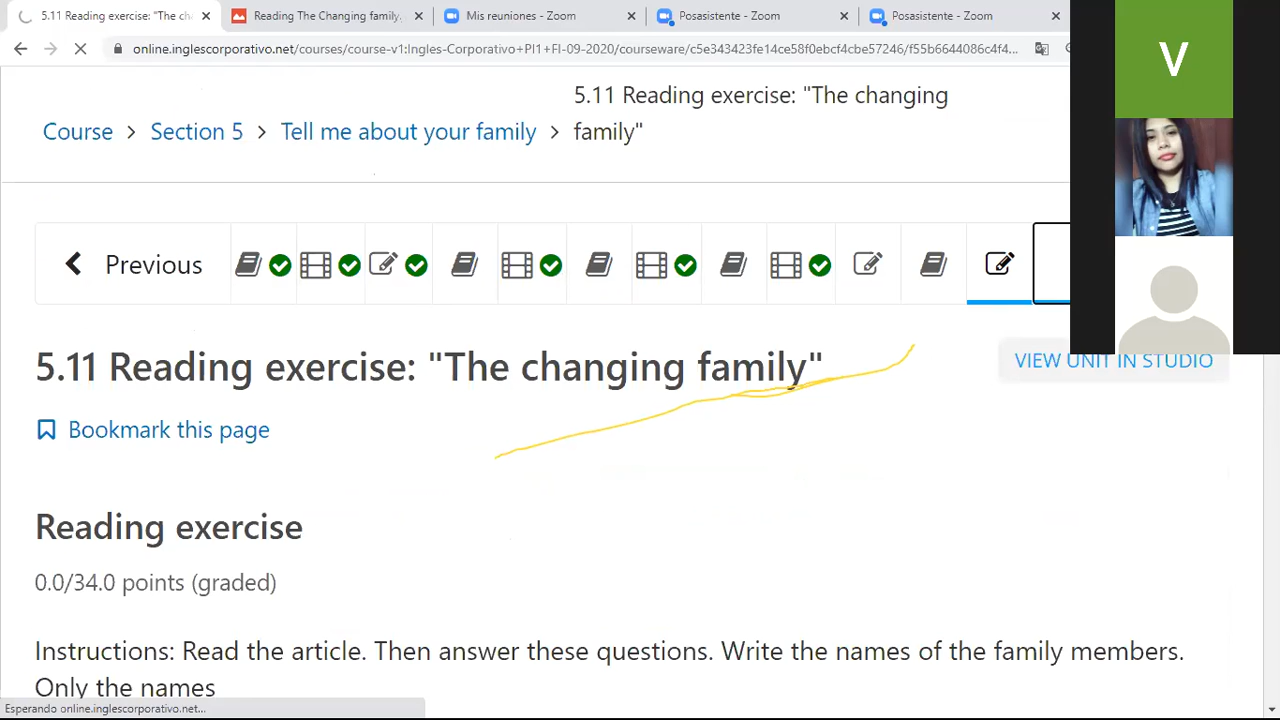 5.11 Reading exercise: "The ch
Reading The Changing family.
Mis reuniones - Zoom
Posasistente - Zoom
Posasistente - Zoom
online.inglescorporativo.net/courses/course-v1:Ingles-Corporativo+PI1+FI-09-2020/courseware/c5e343423fe14ce58f0ebcf4cbe57246/f55b6644086c4f4...
V
Course > Section 5 > Tell me about your family > 5.11 Reading exercise: "The changing
family"
Previous
5.11 Reading exercise: "The changing family"
VIEW UNIT IN STUDIO
Bookmark this page
Reading exercise
0.0/34.0 points (graded)
Instructions: Read the article. Then answer these questions. Write the names of the family members.
Only the names
Esperando online.inglescorporativo.net...